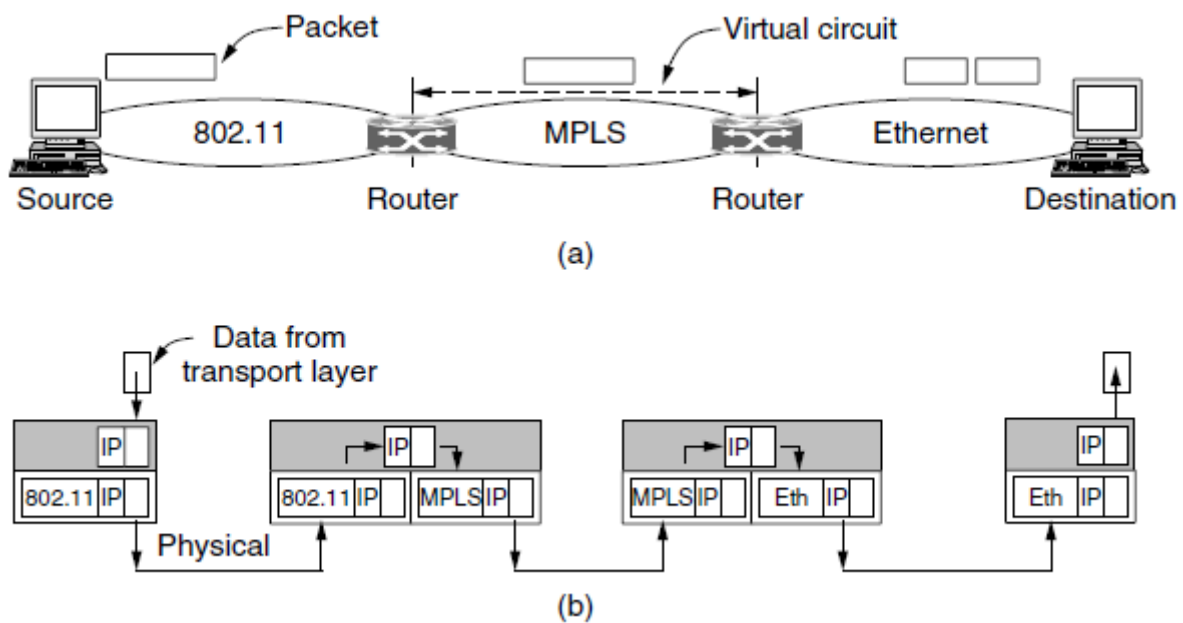 Packet
Virtual circuit
802.11
MPLS
Ethernet
Source
Router
Router
Destination
(a)
Data from
transport layer
IP
IP
IP
IP
802.11 IP
802.11 IP
MPLS IP
MPLS IP
Eth IP
Eth IP
Physical
(b)